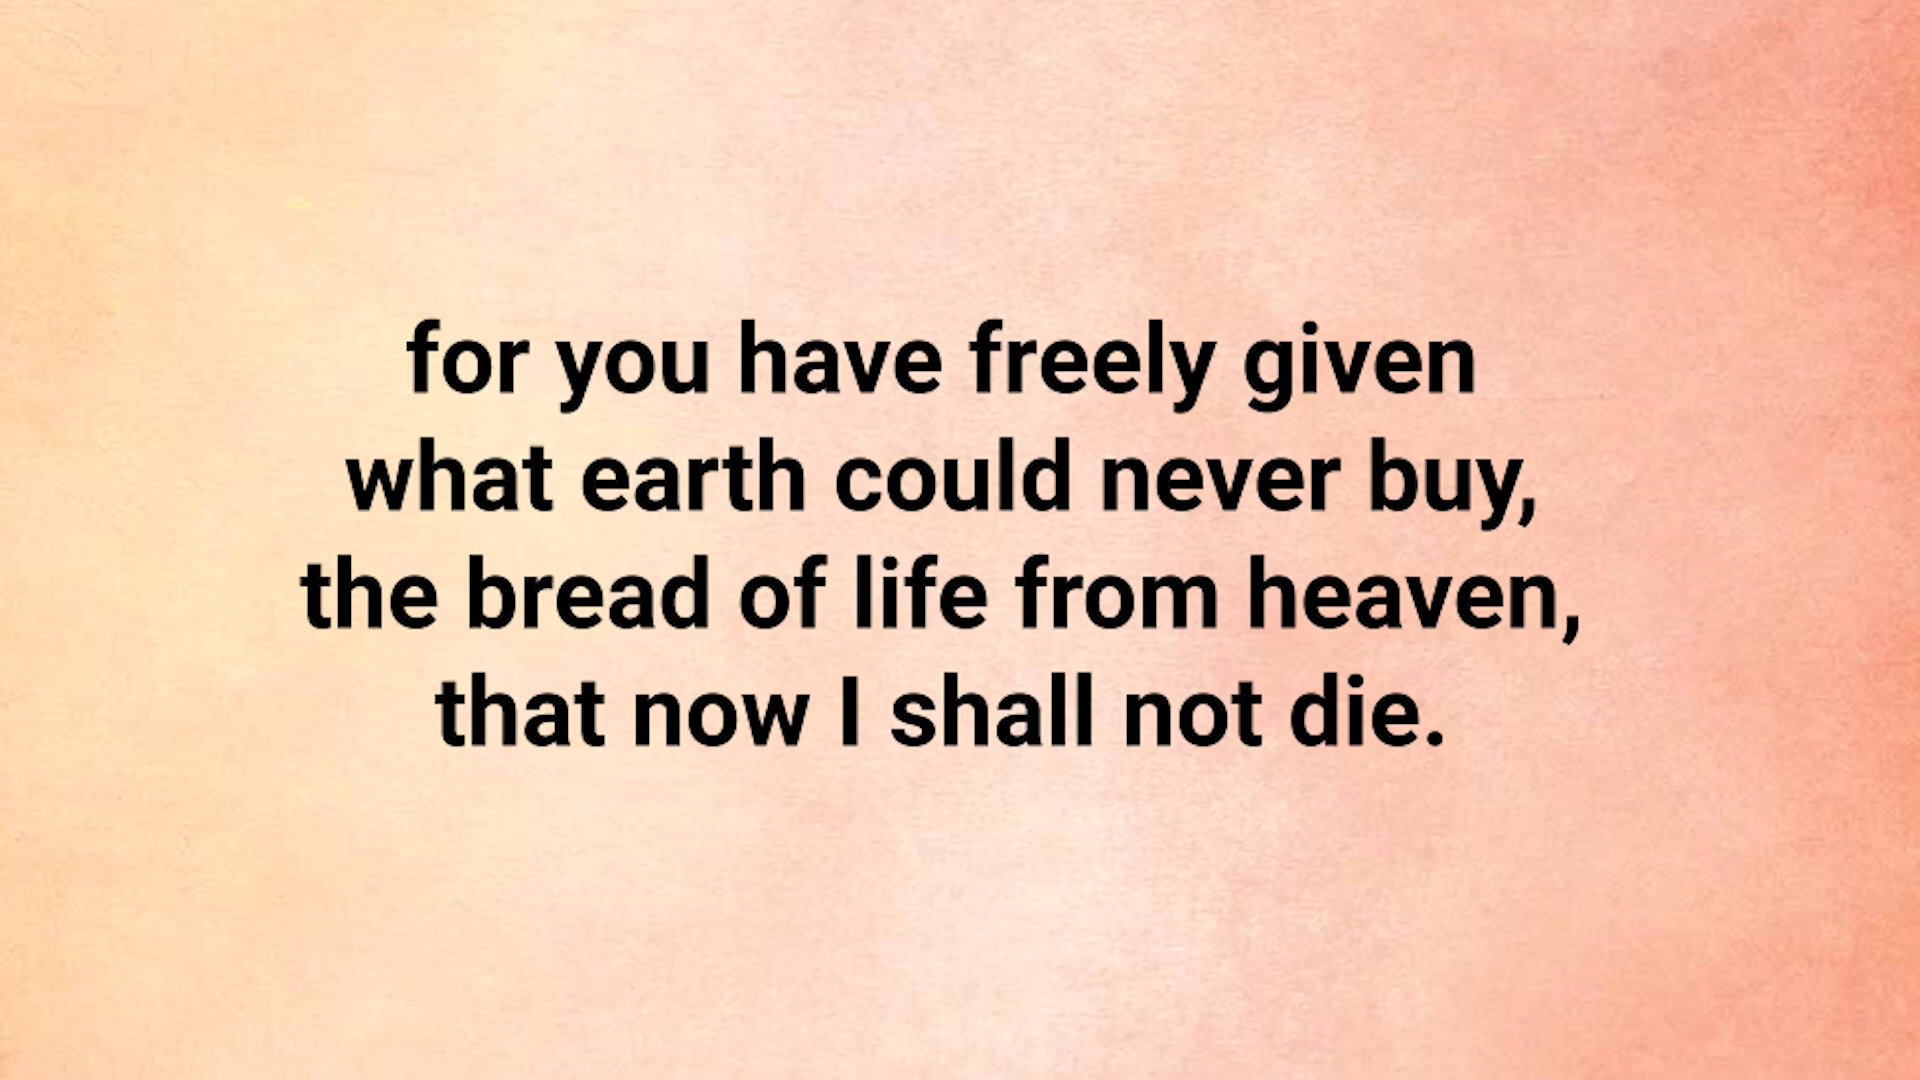 for you have freely given
what earth could never buy,
the bread of life from heaven,
that now I shall not die.